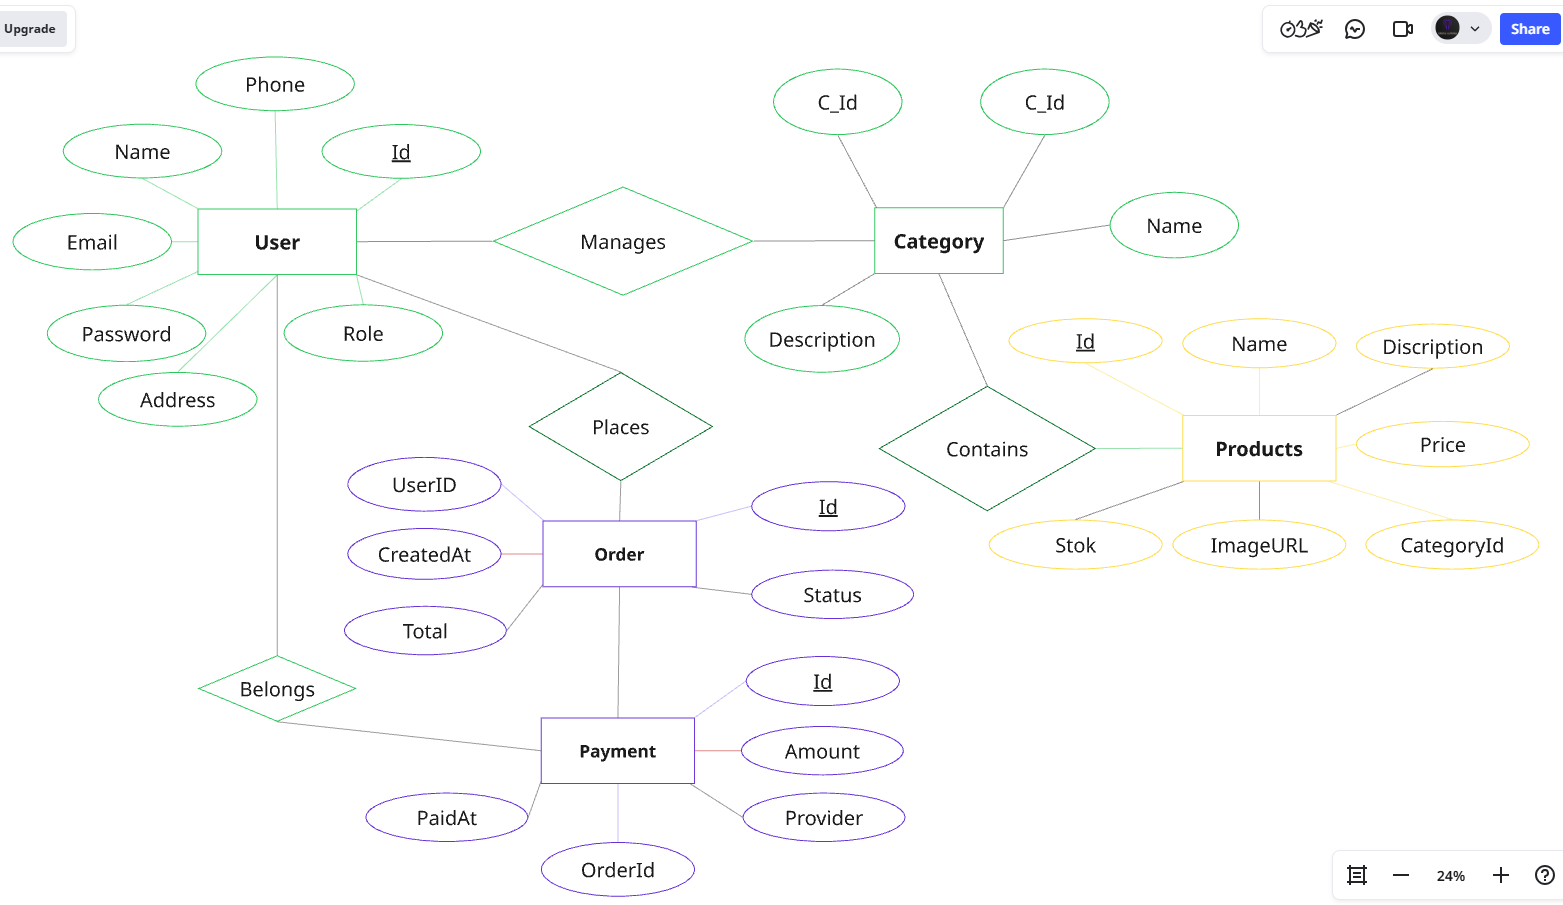 Upgrade
Share
Phone
Name
Id
Email
User
Password
Role
Address
Manages
C_Id
C_Id
Category
Name
Description
Places
Contains
Id
Name
Discription
Products
Price
Stok
ImageURL
CategoryId
UserID
Id
CreatedAt
Order
Total
Status
Belongs
Id
Payment
Amount
PaidAt
Provider
OrderId
24%